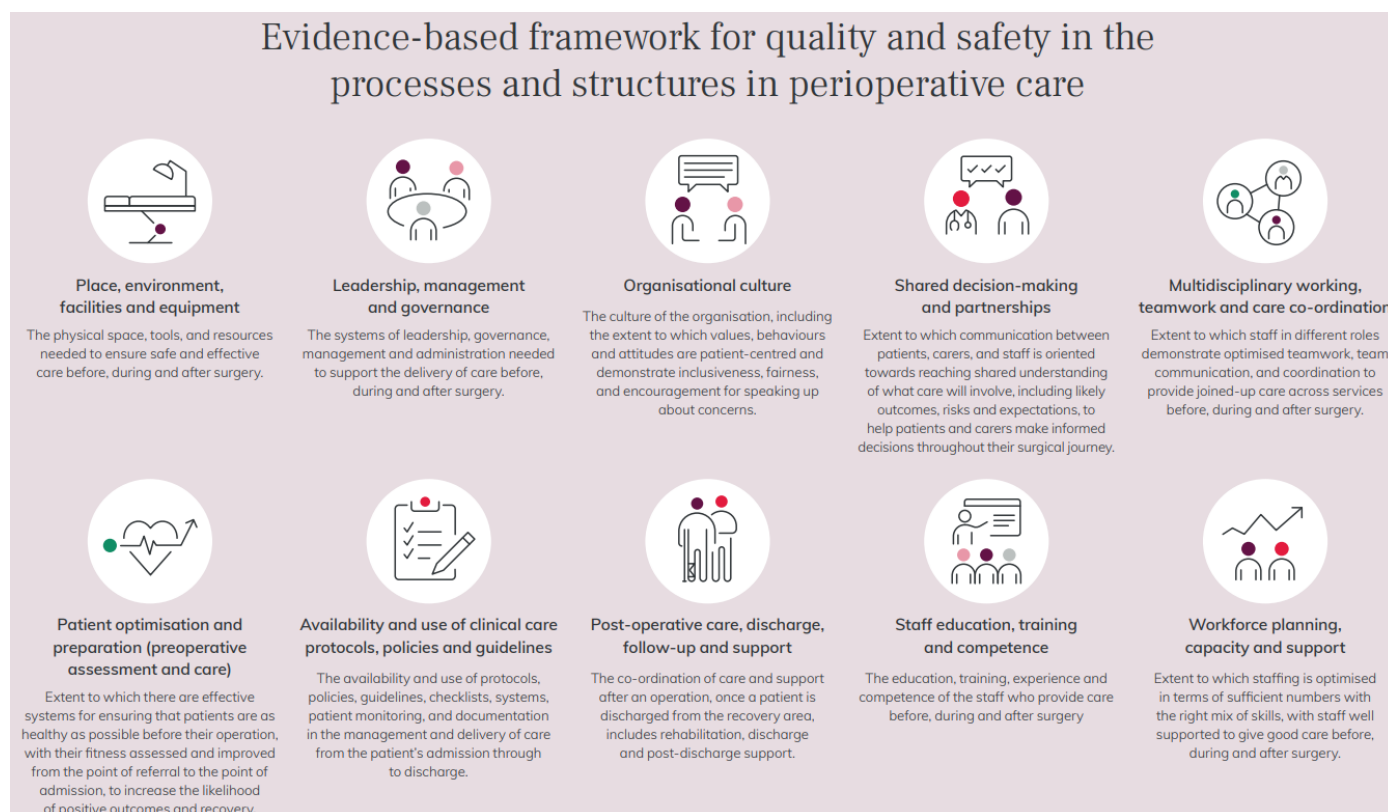 Evidence-based framework for quality and safety in the
processes and structures in perioperative care
Place, environment,
facilities and equipment
The physical space, tools, and resources
needed to ensure safe and effective
care before, during and after surgery.
Leadership, management
and governance
The systems of leadership, governance,
management and administration needed
to support the delivery of care before,
during and after surgery.
Organisational culture
The culture of the organisation, including
the extent to which values, behaviours
and attitudes are patient-centred and
demonstrate inclusiveness, fairness,
and encouragement for speaking up
about concerns.
Shared decision-making
and partnerships
Extent to which communication between
patients, carers, and staff is oriented
towards reaching shared understanding
of what care will involve, including likely
outcomes, risks and expectations, to
help patients and carers make informed
decisions throughout their surgical journey.
Multidisciplinary working,
teamwork and care co-ordination
Extent to which staff in different roles
demonstrate optimised teamwork, team
communication, and coordination to
provide joined-up care across services
before, during and after surgery.
Patient optimisation and
preparation (preoperative
assessment and care)
Extent to which there are effective
systems for ensuring that patients are as
healthy as possible before their operation,
with their fitness assessed and improved
from the point of referral to the point of
admission, to increase the likelihood
of positive outcomes and recovery
Availability and use of clinical care
protocols, policies and guidelines
The availability and use of protocols,
policies, guidelines, checklists, systems,
patient monitoring, and documentation
in the management and delivery of care
from the patient's admission through
to discharge.
Post-operative care, discharge,
follow-up and support
The co-ordination of care and support
after an operation, once a patient is
discharged from the recovery area,
includes rehabilitation, discharge
and post-discharge support.
Staff education, training
and competence
The education, training, experience and
competence of the staff who provide care
before, during and after surgery
Workforce planning,
capacity and support
Extent to which staffing is optimised
in terms of sufficient numbers with
the right mix of skills, with staff well
supported to give good care before,
during and after surgery.